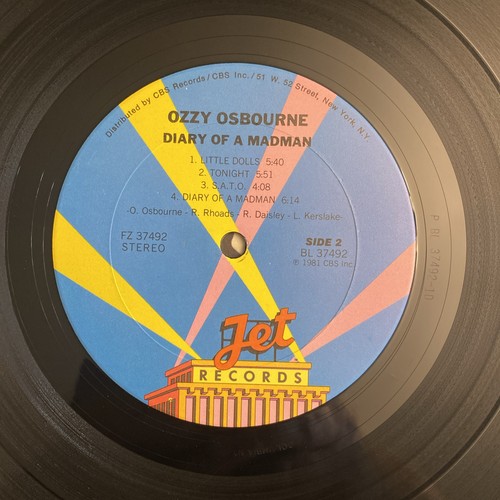 Distributed by CBS Records/CBS Inc./51 W. 52 Street, New York, N.Y.
OZZY OSBOURNE
DIARY OF A MADMAN
1. LITTLE DOLLS 5:40
2. TONIGHT 5:51
3. S.A.T.O. 4:08
4. DIARY OF A MADMAN 6:14
-O. Osbourne - R. Rhoads - R. Daisley - L. Kerslake-
FZ 37492
STEREO
SIDE 2
BL 37492
℗ 1981 CBS Inc
Jet
RECORDS